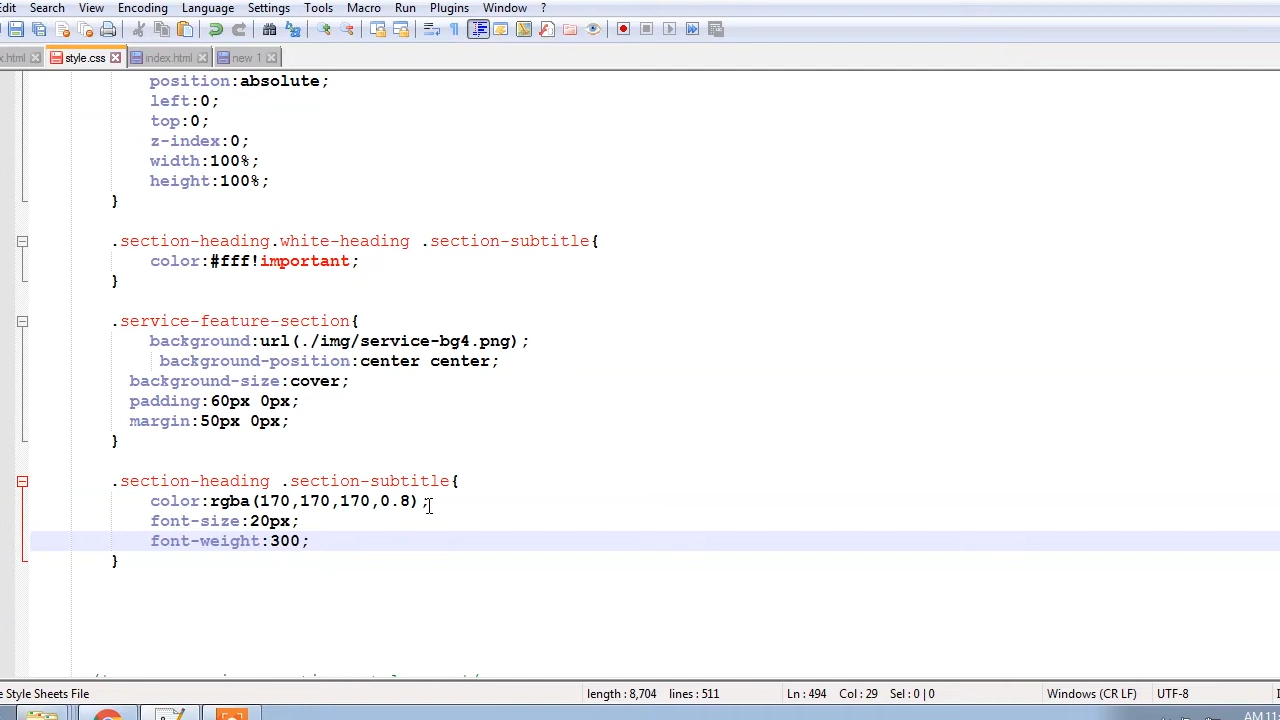 Edit Search View Encoding Language Settings Tools Macro Run Plugins Window ?
x.html style.css index.html new 1
position:absolute;
left:0;
top:0;
z-index:0;
width:100%;
height:100%;
}
.section-heading.white-heading .section-subtitle{
color:#fff!important;
}
.service-feature-section{
background:url(./img/service-bg4.png);
background-position:center center;
background-size:cover;
padding:60px 0px;
margin:50px 0px;
}
.section-heading .section-subtitle{
color:rgba(170,170,170,0.8);
font-size:20px;
font-weight:300;
}
e Style Sheets File length : 8,704 lines : 511 Ln : 494 Col : 29 Sel : 0 | 0 Windows (CR LF) UTF-8